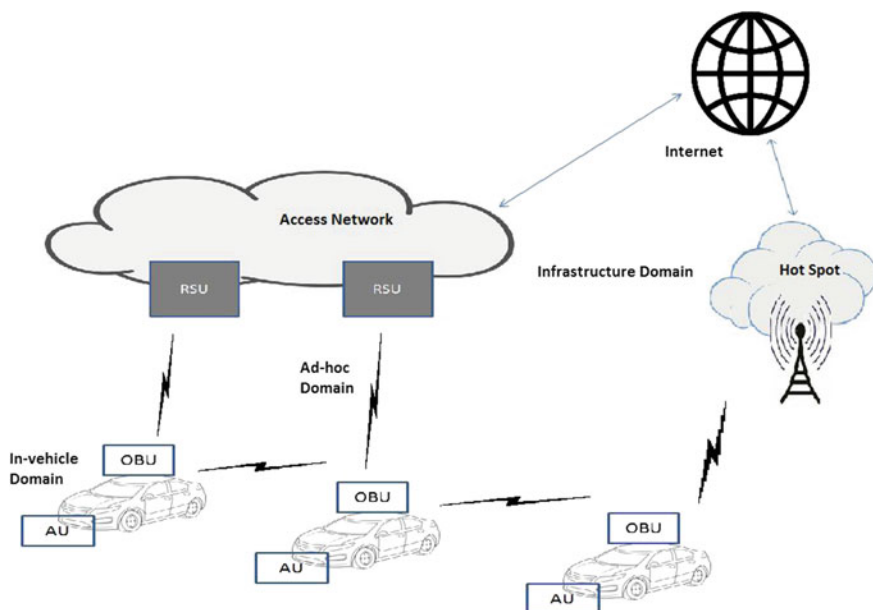 Internet
Access Network
Infrastructure Domain
Hot Spot
RSU
RSU
Ad-hoc
Domain
In-vehicle
Domain
OBU
AU
OBU
AU
OBU
AU